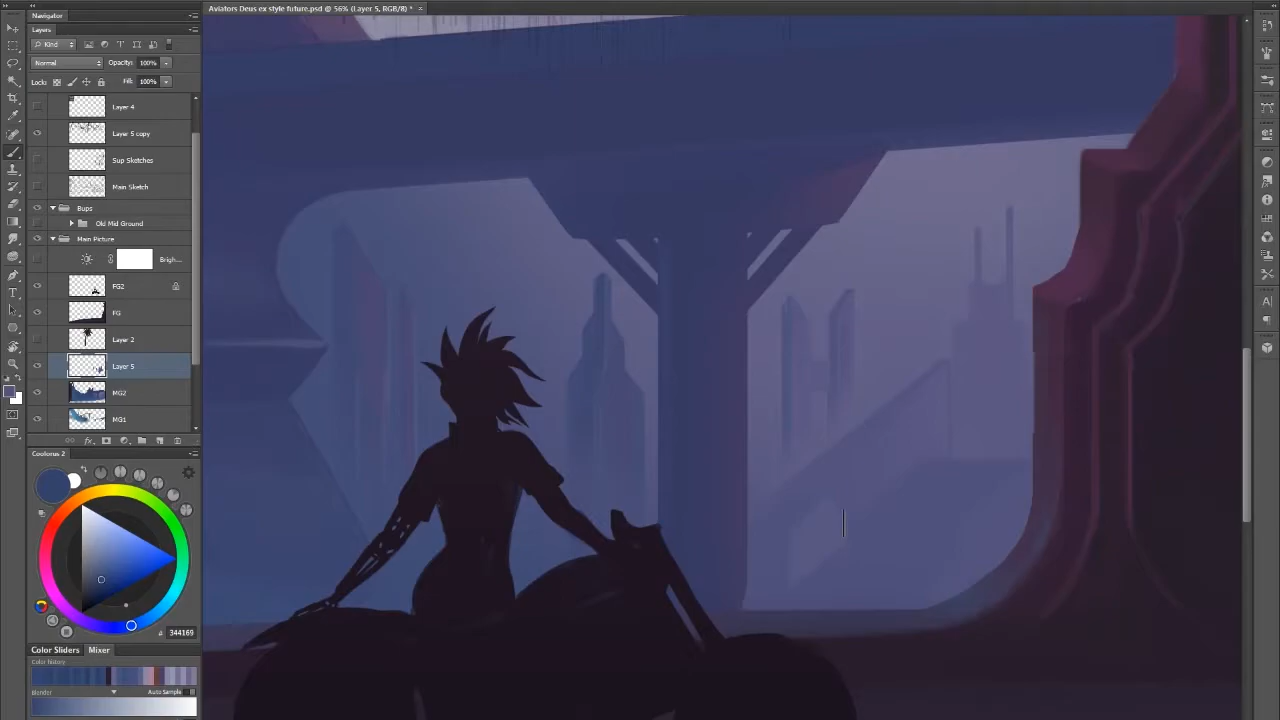 Aviators Deus ex style future.psd @ 56% (Layer 5, RGB/8) * ×
Navigator
Layers
Kind
Normal Opacity: 100%
Lock: Fill: 100%
Layer 4
Layer 5 copy
Sup Sketches
Main Sketch
Bups
Old Mid Ground
Main Picture
Brigh...
FG2
FG
Layer 2
Layer 5
MG2
MG1
fx
Coolorus 2
# 344169
Color Sliders Mixer
Color history
Blender Auto Sample